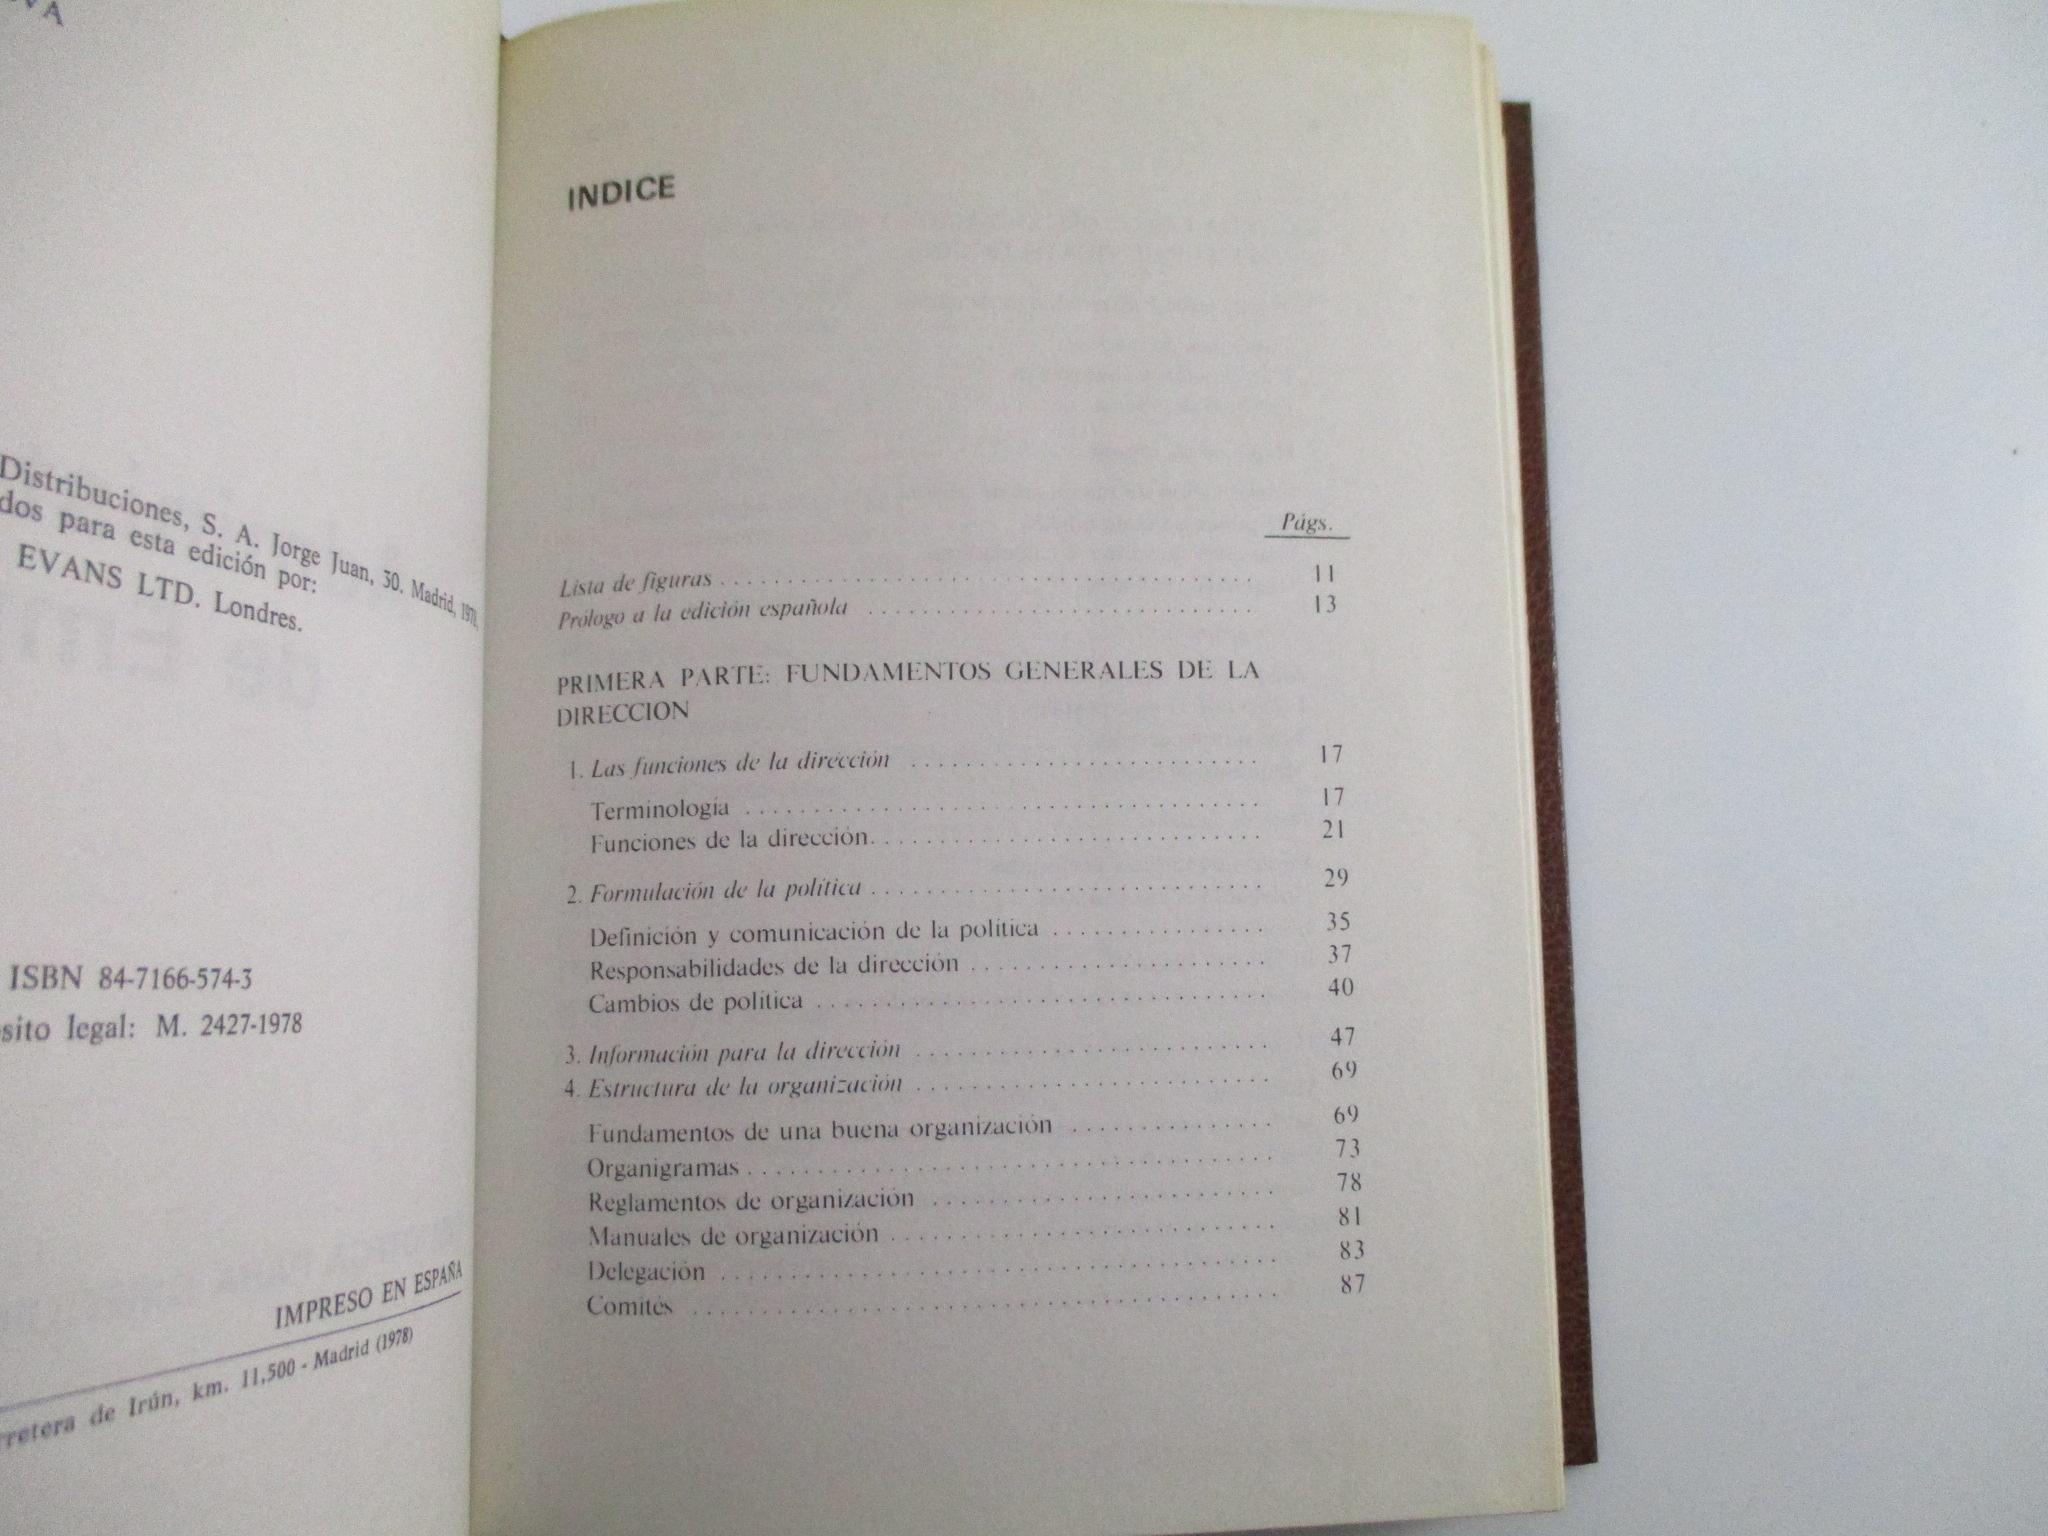 Distribuciones, S. A. Jorge Juan, 30. Madrid, 1978.
dos para esta edición por:
EVANS LTD. Londres.
ISBN 84-7166-574-3
sito legal: M. 2427-1978
IMPRESO EN ESPAÑA
rretera de Irún, km. 11,500 - Madrid (1978)
INDICE
Págs.
Lista de figuras . . . . . . . . . . . . . . . . . . . . 11
Prólogo a la edición española . . . . . . . . . . . . . . . . . . . . 13
PRIMERA PARTE: FUNDAMENTOS GENERALES DE LA
DIRECCION
1. Las funciones de la dirección . . . . . . . . . . . . . . . . . . . . 17
Terminología . . . . . . . . . . . . . . . . . . . . 17
Funciones de la dirección. . . . . . . . . . . . . . . . . . . . 21
2. Formulación de la política . . . . . . . . . . . . . . . . . . . . 29
Definición y comunicación de la política . . . . . . . . . . . . . . . . 35
Responsabilidades de la dirección . . . . . . . . . . . . . . . . . . . . 37
Cambios de política . . . . . . . . . . . . . . . . . . . . 40
3. Información para la dirección . . . . . . . . . . . . . . . . . . . . 47
4. Estructura de la organización . . . . . . . . . . . . . . . . . . . . 69
Fundamentos de una buena organización . . . . . . . . . . . . . . . 69
Organigramas . . . . . . . . . . . . . . . . . . . . 73
Reglamentos de organización . . . . . . . . . . . . . . . . . . . . 78
Manuales de organización . . . . . . . . . . . . . . . . . . . . 81
Delegación . . . . . . . . . . . . . . . . . . . . 83
Comités . . . . . . . . . . . . . . . . . . . . 87